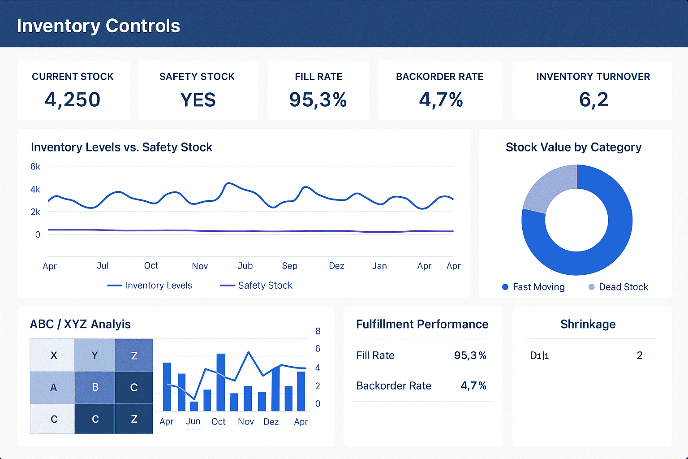 Inventory Controls
CURRENT STOCK
4,250
SAFETY STOCK
YES
FILL RATE
95,3%
BACKORDER RATE
4,7%
INVENTORY TURNOVER
6,2
Inventory Levels vs. Safety Stock
6k
4k
2k
0
Apr Jul Oct Nov Jub Sep Dez Jan Apr Apr
Inventory Levels Safety Stock
Stock Value by Category
Fast Moving Dead Stock
ABC / XYZ Analyis
X Y Z
A B C
C C Z
8
6
4
2
0
Apr Jun Oct Nov Dez Apr
Fulfillment Performance
Fill Rate 95,3%
Backorder Rate 4,7%
Shrinkage
D1|1 2